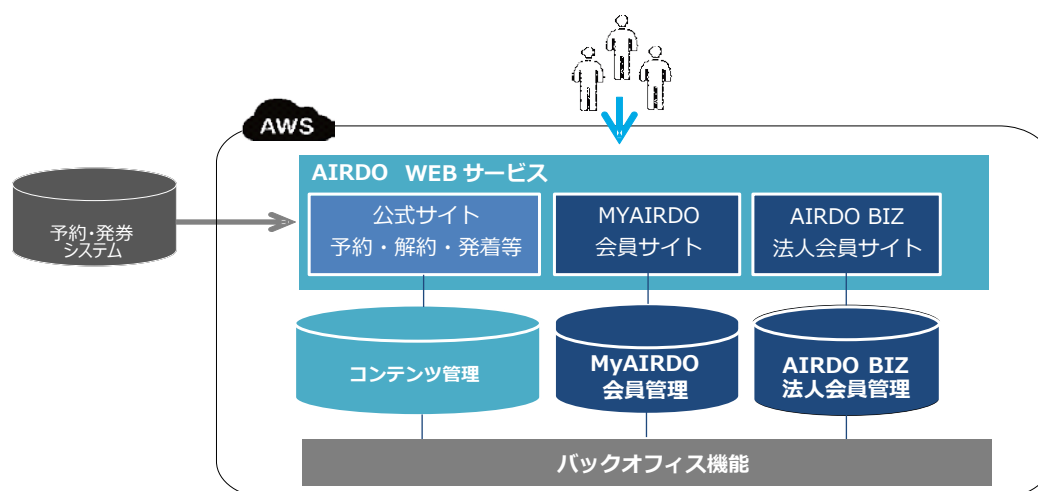 AWS
AIRDO WEB サービス
予約・発券
システム
公式サイト
予約・解約・発着等
MYAIRDO
会員サイト
AIRDO BIZ
法人会員サイト
コンテンツ管理
MyAIRDO
会員管理
AIRDO BIZ
法人会員管理
バックオフィス機能